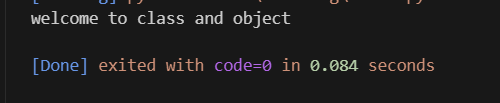 welcome to class and object
[Done] exited with code=0 in 0.084 seconds